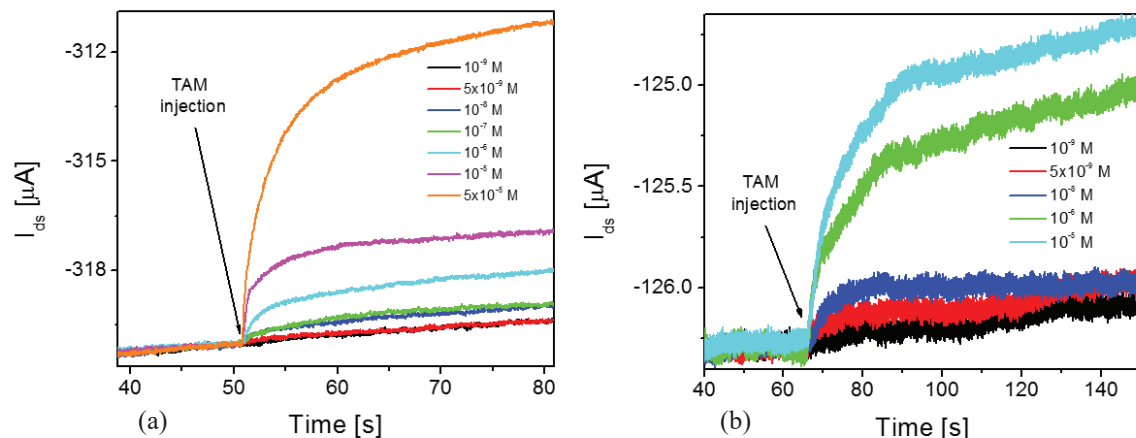 -312
-315
-318
I_ds [µA]
TAM
injection
10⁻⁹ M
5x10⁻⁹ M
10⁻⁸ M
10⁻⁷ M
10⁻⁶ M
10⁻⁵ M
5x10⁻⁵ M
40 50 60 70 80
(a)
Time [s]
-125.0
-125.5
-126.0
I_ds [µA]
TAM
injection
10⁻⁹ M
5x10⁻⁹ M
10⁻⁸ M
10⁻⁶ M
10⁻⁵ M
40 60 80 100 120 140
(b)
Time [s]